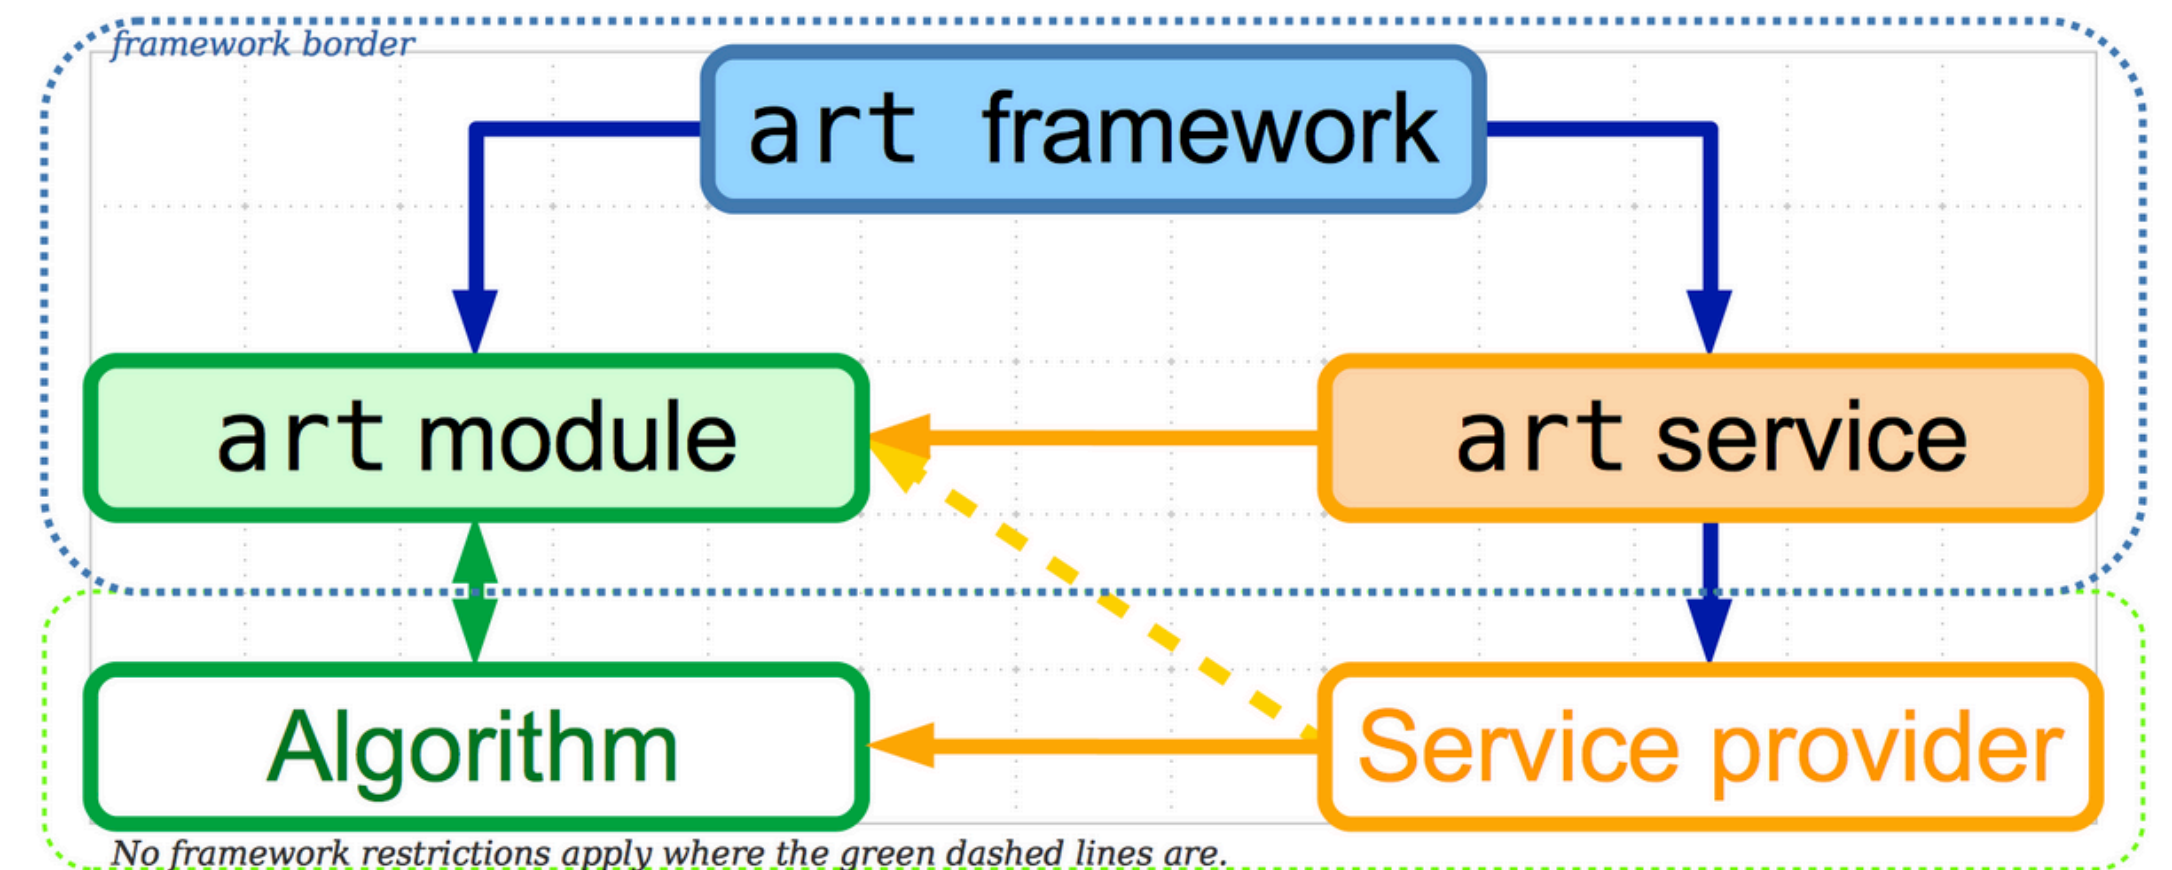 framework border
art framework
art module
art service
Algorithm
Service provider
No framework restrictions apply where the green dashed lines are.